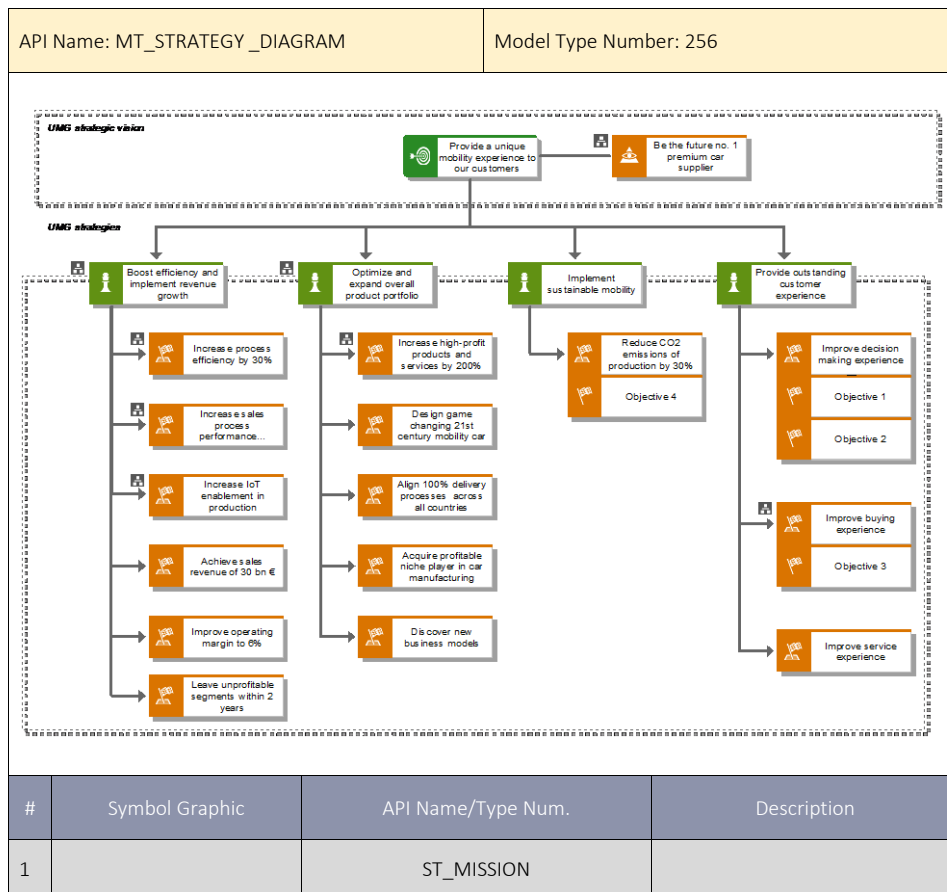 API Name: MT_STRATEGY _DIAGRAM
Model Type Number: 256
UMG strategic vision
Provide a unique
mobility experience to
our customers
Be the future no. 1
premium car
supplier
UMG strategies
Boost efficiency and
implement revenue
growth
Optimize and
expand overall
product portfolio
Implement
sustainable mobility
Provide outstanding
customer
experience
Increase process
efficiency by 30%
Increase sales
process
performance...
Increase IoT
enablement in
production
Achieve sales
revenue of 30 bn €
Improve operating
margin to 6%
Leave unprofitable
segments within 2
years
Increase high-profit
products and
services by 200%
Design game
changing 21st
century mobility car
Align 100% delivery
processes across
all countries
Acquire profitable
niche player in car
manufacturing
Discover new
business models
Reduce CO2
emissions of
production by 30%
Objective 4
Improve decision
making experience
Objective 1
Objective 2
Improve buying
experience
Objective 3
Improve service
experience
# Symbol Graphic API Name/Type Num. Description
1 ST_MISSION